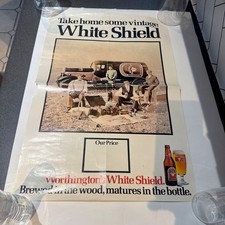 Take home some vintage
White Shield
Our Price
Worthington's White Shield.
Brewed in the wood, matures in the bottle.